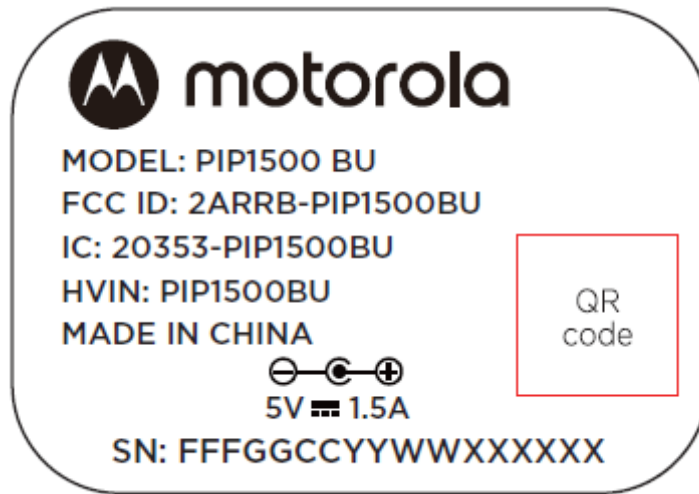 motorola
MODEL: PIP1500 BU
FCC ID: 2ARRB-PIP1500BU
IC: 20353-PIP1500BU
HVIN: PIP1500BU
MADE IN CHINA
QR
code
5V ⎓ 1.5A
SN: FFFGGCCYYWWXXXXXX